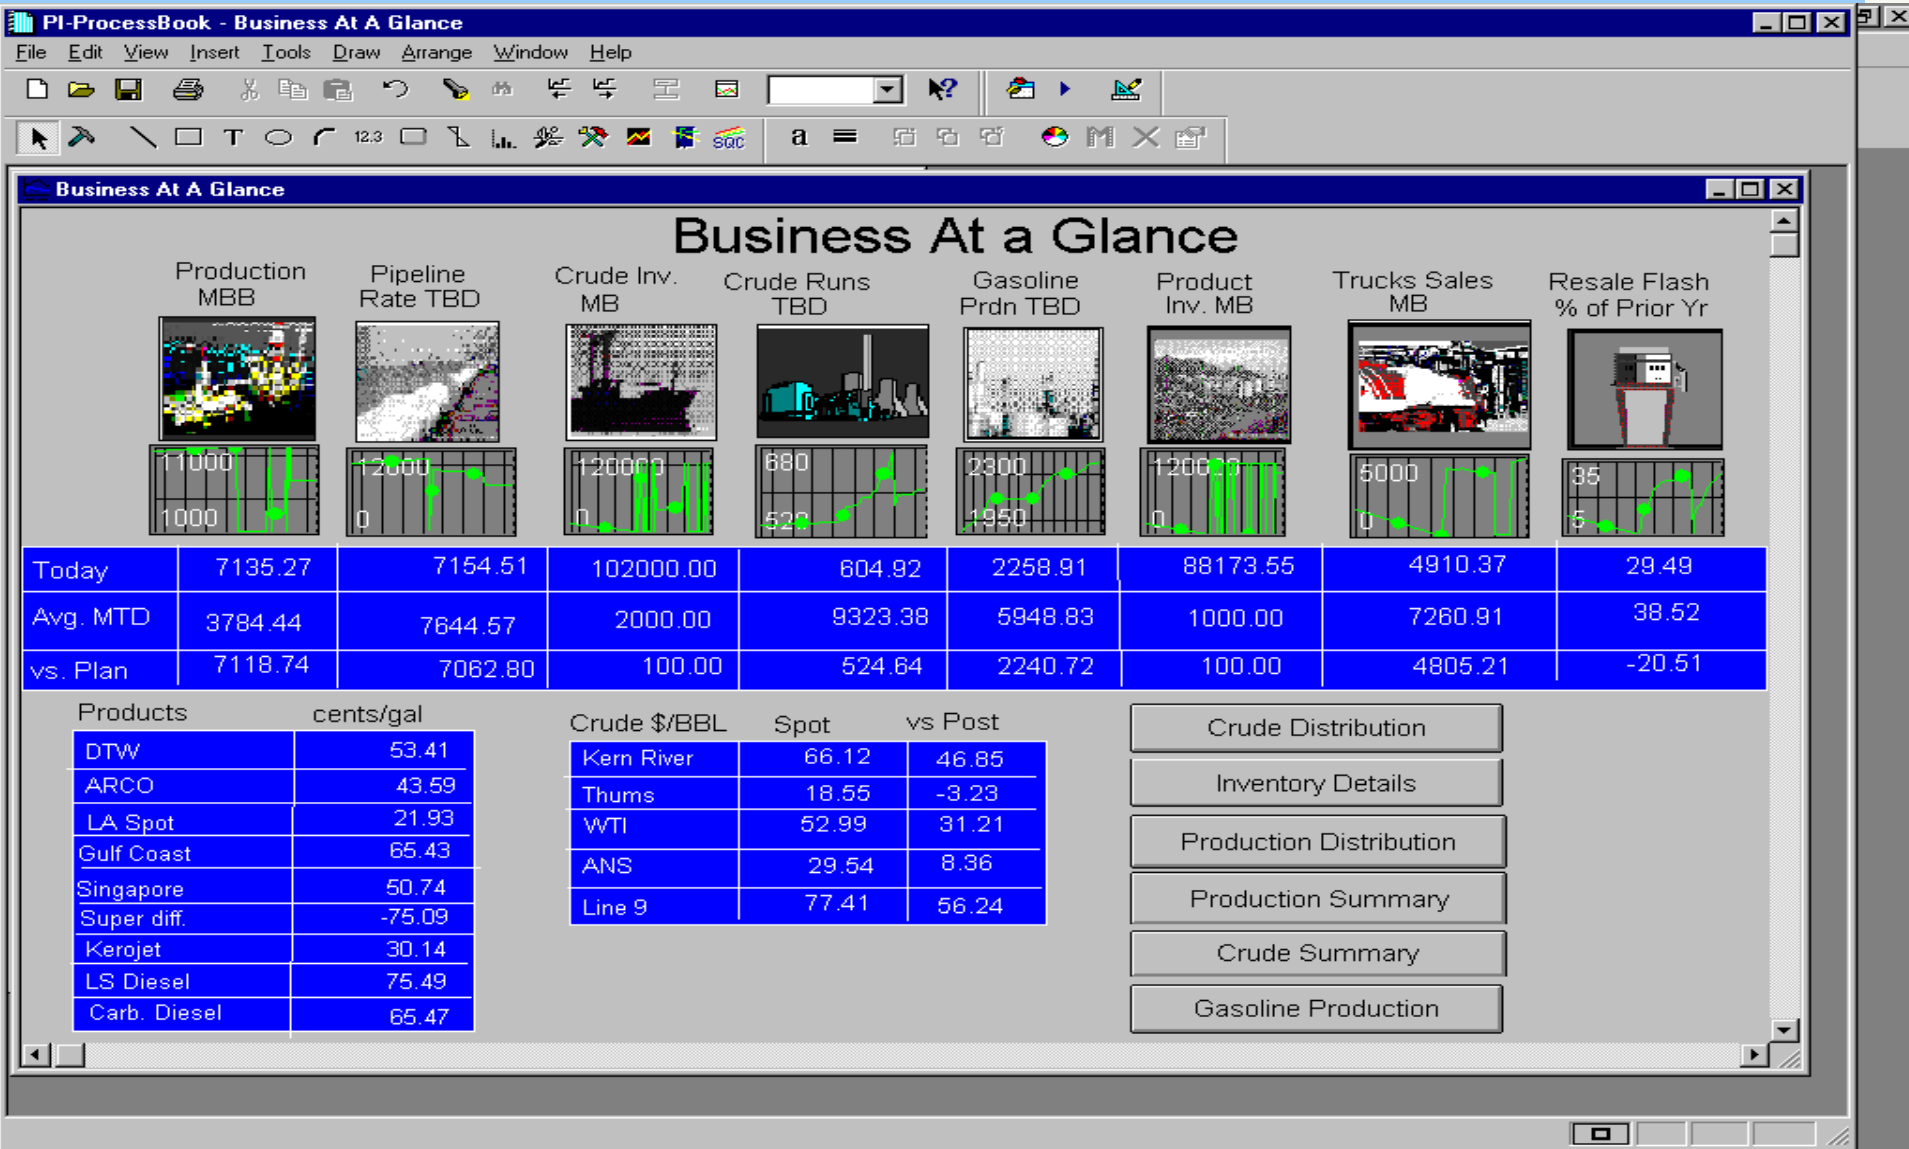 PI-ProcessBook - Business At A Glance
File Edit View Insert Tools Draw Arrange Window Help
T 12.3 SQC a M
Business At A Glance
Business At a Glance
Production MBB
Pipeline Rate TBD
Crude Inv. MB
Crude Runs TBD
Gasoline Prdn TBD
Product Inv. MB
Trucks Sales MB
Resale Flash % of Prior Yr
11000 12000 120000 680 2300 120000 5000 35
1000 0 0 520 1950 0 0 5
Today 7135.27 7154.51 102000.00 604.92 2258.91 88173.55 4910.37 29.49
Avg. MTD 3784.44 7644.57 2000.00 9323.38 5948.83 1000.00 7260.91 38.52
vs. Plan 7118.74 7062.80 100.00 524.64 2240.72 100.00 4805.21 -20.51
Products cents/gal
DTW 53.41
ARCO 43.59
LA Spot 21.93
Gulf Coast 65.43
Singapore 50.74
Super diff. -75.09
Kerojet 30.14
LS Diesel 75.49
Carb. Diesel 65.47
Crude $/BBL Spot vs Post
Kern River 66.12 46.85
Thums 18.55 -3.23
WTI 52.99 31.21
ANS 29.54 8.36
Line 9 77.41 56.24
Crude Distribution
Inventory Details
Production Distribution
Production Summary
Crude Summary
Gasoline Production